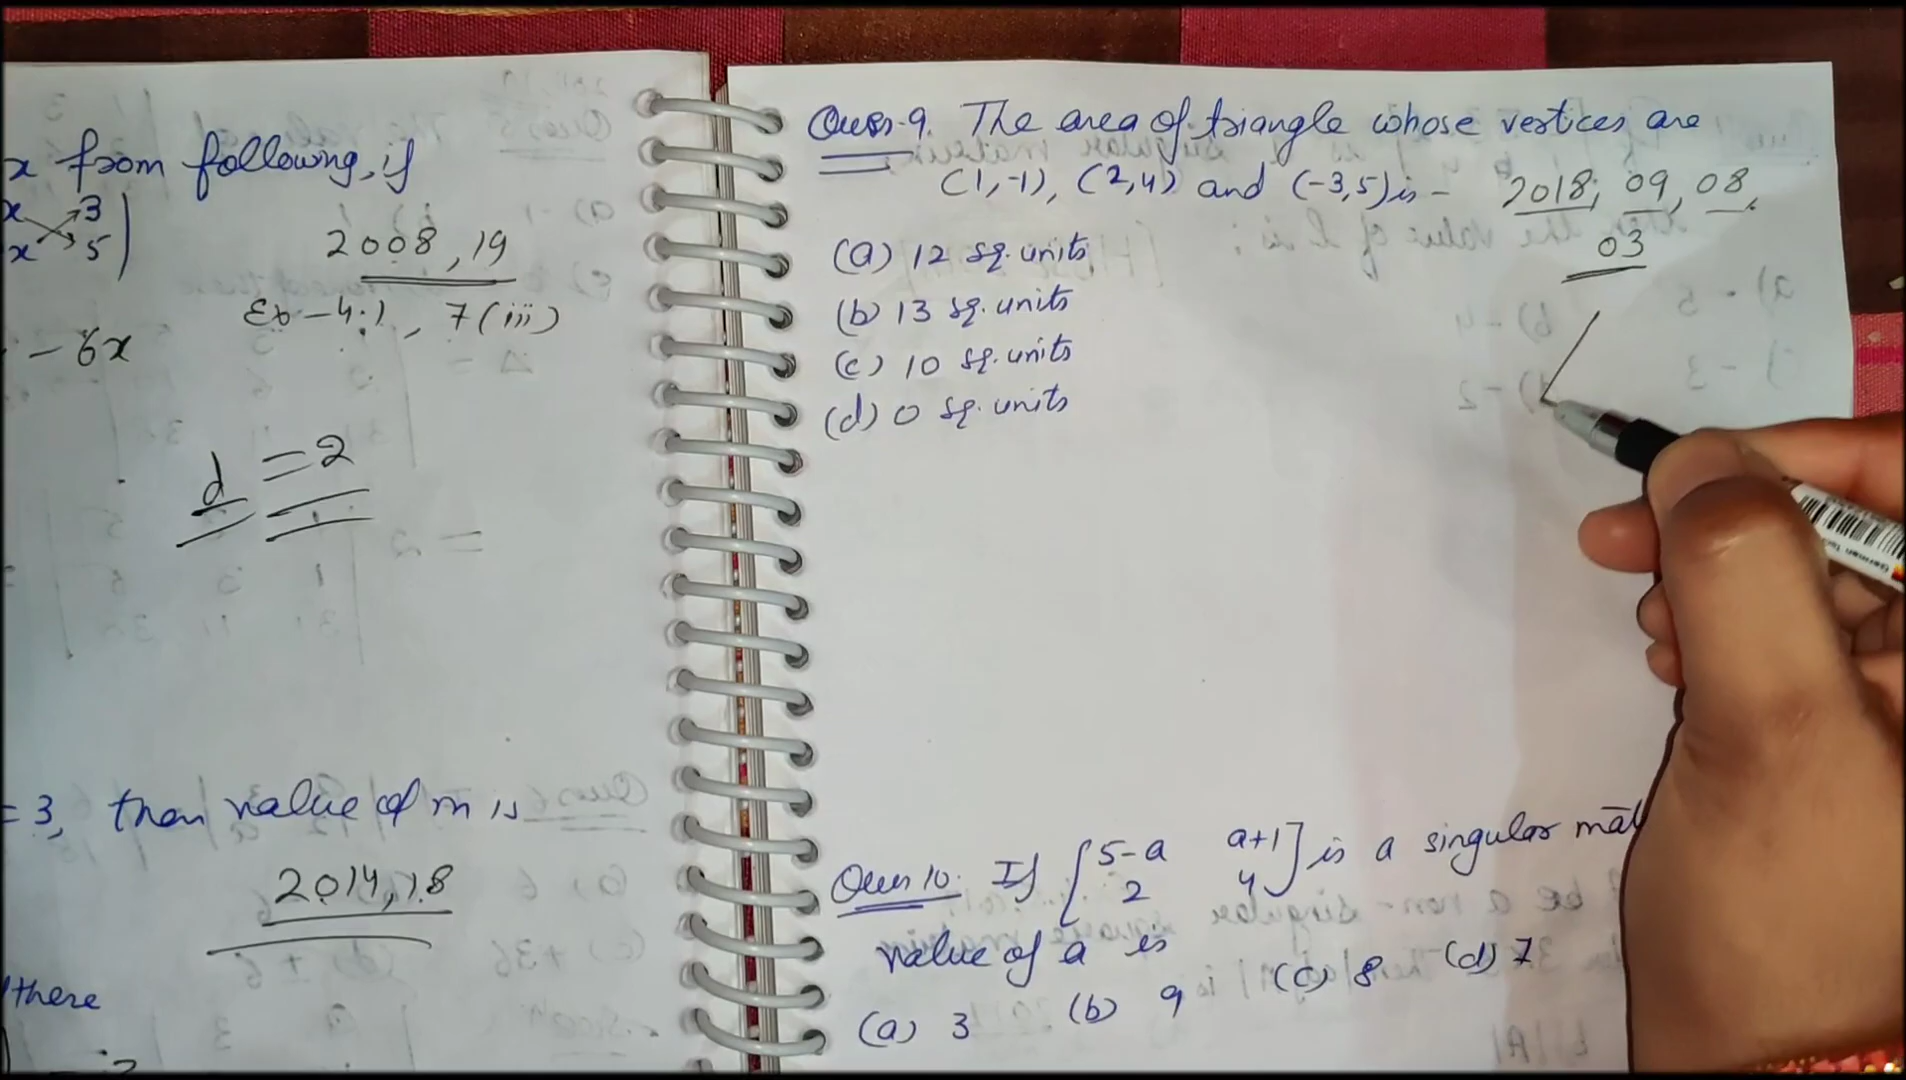 x from following, if
x 3
x 5
2008, 19
Ex-4.1, 7(iii)
- 6x
d = 2
= 3, then value of m is
2014, 18
there
Ques-9. The area of triangle whose vertices are
(1,-1), (2,4) and (-3,5) is - 2018, 09, 08,
03
(a) 12 sq. units
(b) 13 sq. units
(c) 10 sq. units
(d) 0 sq. units
Ques 10. If [5-a a+1] is a singular mat
2 4
value of a is
(a) 3 (b) 9 (c) 8 (d) 7